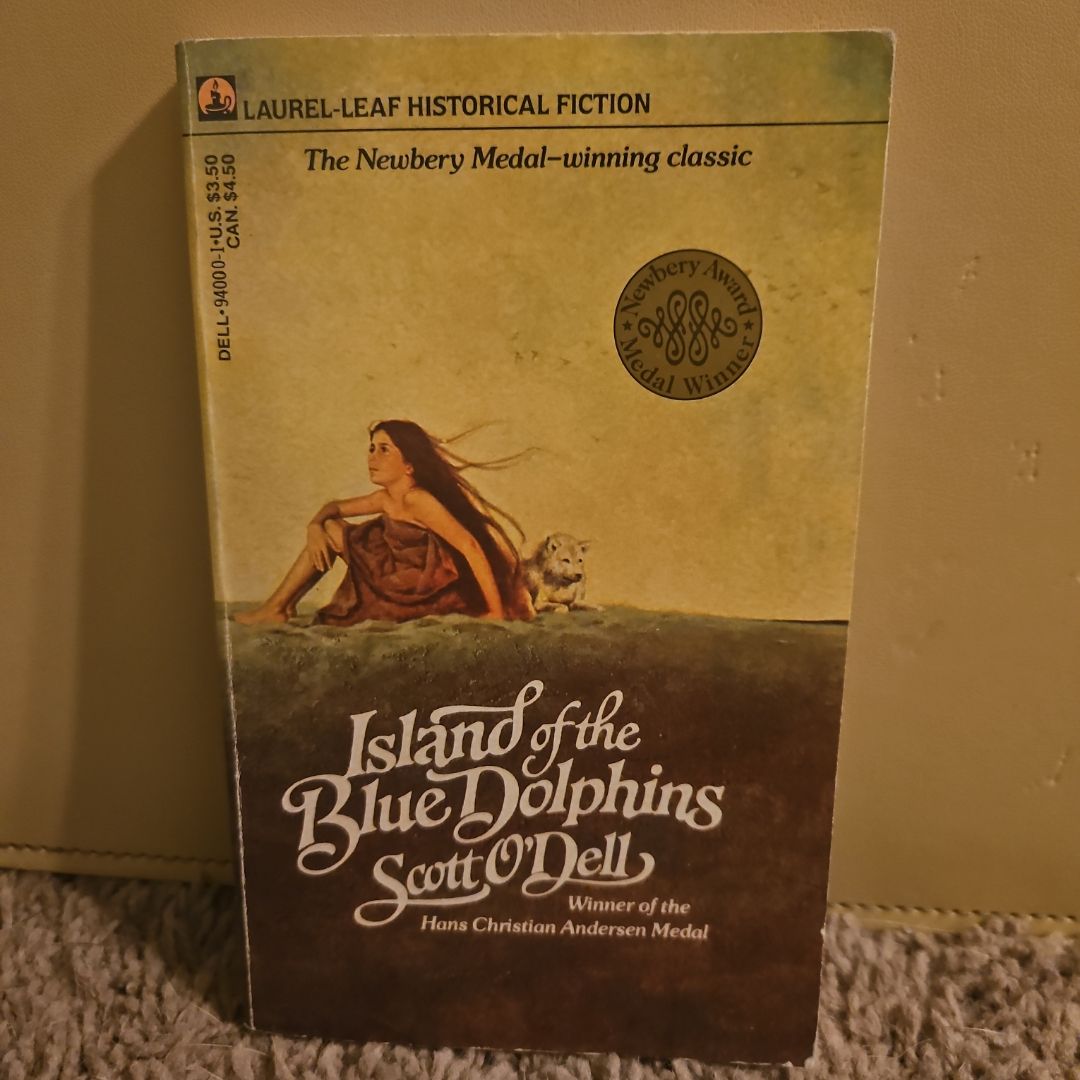 LAUREL-LEAF HISTORICAL FICTION
The Newbery Medal–winning classic
DELL•94000-1•U.S. $3.50
CAN. $4.50
Newbery Award
Medal Winner
Island of the
Blue Dolphins
Scott O'Dell
Winner of the
Hans Christian Andersen Medal